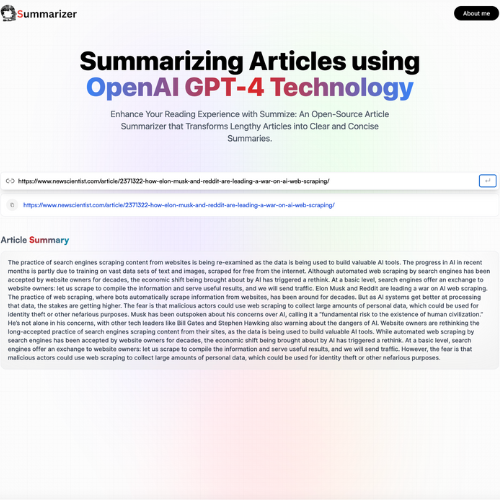 Summarizer
About me
Summarizing Articles using
OpenAI GPT-4 Technology
Enhance Your Reading Experience with Summize: An Open-Source Article
Summarizer that Transforms Lengthy Articles into Clear and Concise
Summaries.
https://www.newscientist.com/article/2371322-how-elon-musk-and-reddit-are-leading-a-war-on-ai-web-scraping/
https://www.newscientist.com/article/2371322-how-elon-musk-and-reddit-are-leading-a-war-on-ai-web-scraping/
Article Summary
The practice of search engines scraping content from websites is being re-examined as the data is being used to build valuable AI tools. The progress in AI in recent
months is partly due to training on vast data sets of text and images, scraped for free from the internet. Although automated web scraping by search engines has been
accepted by website owners for decades, the economic shift being brought about by AI has triggered a rethink. At a basic level, search engines offer an exchange to
website owners: let us scrape to compile the information and serve useful results, and we will send traffic. Elon Musk and Reddit are leading a war on AI web scraping.
The practice of web scraping, where bots automatically scrape information from websites, has been around for decades. But as AI systems get better at processing
that data, the stakes are getting higher. The fear is that malicious actors could use web scraping to collect large amounts of personal data, which could be used for
identity theft or other nefarious purposes. Musk has been outspoken about his concerns over AI, calling it a "fundamental risk to the existence of human civilization."
He's not alone in his concerns, with other tech leaders like Bill Gates and Stephen Hawking also warning about the dangers of AI. Website owners are rethinking the
long-accepted practice of search engines scraping content from their sites, as the data is being used to build valuable AI tools. While automated web scraping by
search engines has been accepted by website owners for decades, the economic shift being brought about by AI has triggered a rethink. At a basic level, search
engines offer an exchange to website owners: let us scrape to compile the information and serve useful results, and we will send traffic. However, the fear is that
malicious actors could use web scraping to collect large amounts of personal data, which could be used for identity theft or other nefarious purposes.